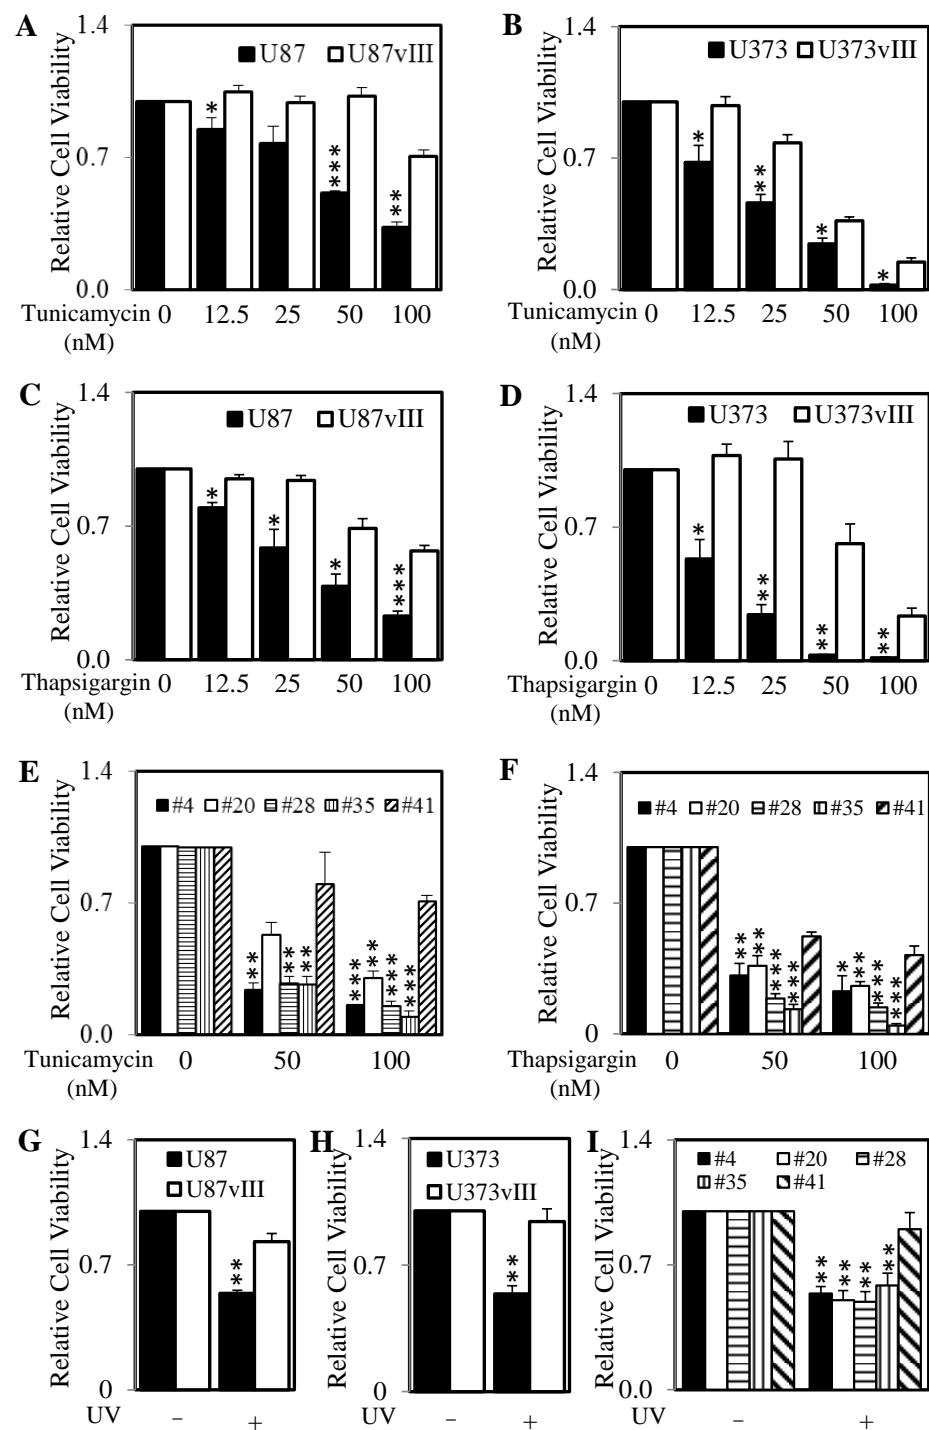 A
Relative Cell Viability
1.4
0.7
0.0
U87 U87vIII
* *** **
Tunicamycin 0 12.5 25 50 100
(nM)
B
Relative Cell Viability
1.4
0.7
0.0
U373 U373vIII
* ** * *
Tunicamycin 0 12.5 25 50 100
(nM)
C
Relative Cell Viability
1.4
0.7
0.0
U87 U87vIII
* * * ***
Thapsigargin 0 12.5 25 50 100
(nM)
D
Relative Cell Viability
1.4
0.7
0.0
U373 U373vIII
* ** ** **
Thapsigargin 0 12.5 25 50 100
(nM)
E
Relative Cell Viability
1.4
0.7
0.0
#4 #20 #28 #35 #41
** ** ** *** ** *** ***
Tunicamycin 0 50 100
(nM)
F
Relative Cell Viability
1.4
0.7
0
#4 #20 #28 #35 #41
** ** *** *** * ** *** ***
Thapsigargin 0 50 100
(nM)
G
Relative Cell Viability
1.4
0.7
0
U87
U87vIII
**
UV – +
H
Relative Cell Viability
1.4
0.7
0
U373
U373vIII
**
UV – +
I
Relative Cell Viability
1.4
0.7
0.0
#4 #20 #28
#35 #41
** ** ** **
UV – +